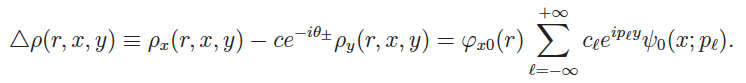 △ρ(r, x, y) ≡ ρ_x(r, x, y) − ce^{−iθ_±}ρ_y(r, x, y) = φ_{x0}(r) ∑_{ℓ=−∞}^{+∞} c_ℓ e^{ip_ℓ y} ψ_0(x; p_ℓ).